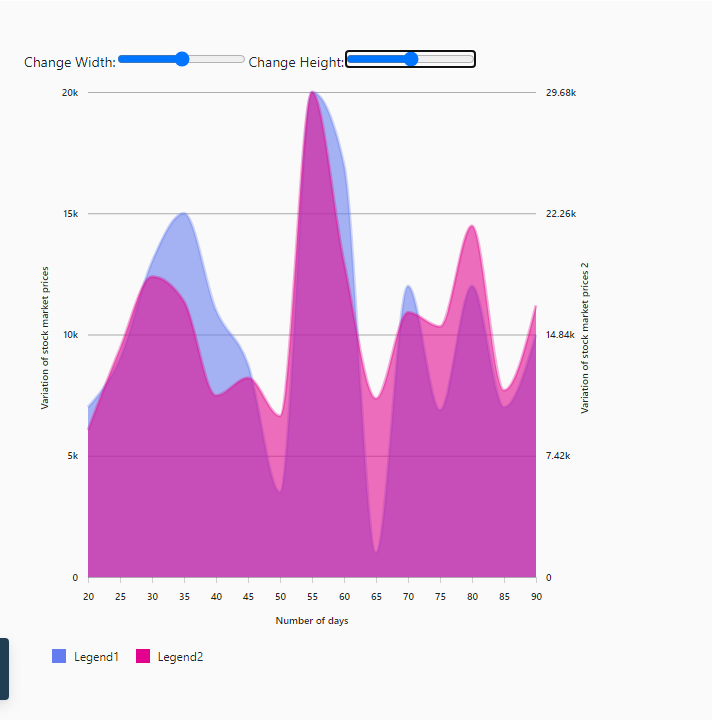 Change Width: Change Height:
20k 29.68k
15k 22.26k
10k 14.84k
5k 7.42k
0 0
Variation of stock market prices
Variation of stock market prices 2
20 25 30 35 40 45 50 55 60 65 70 75 80 85 90
Number of days
Legend1 Legend2